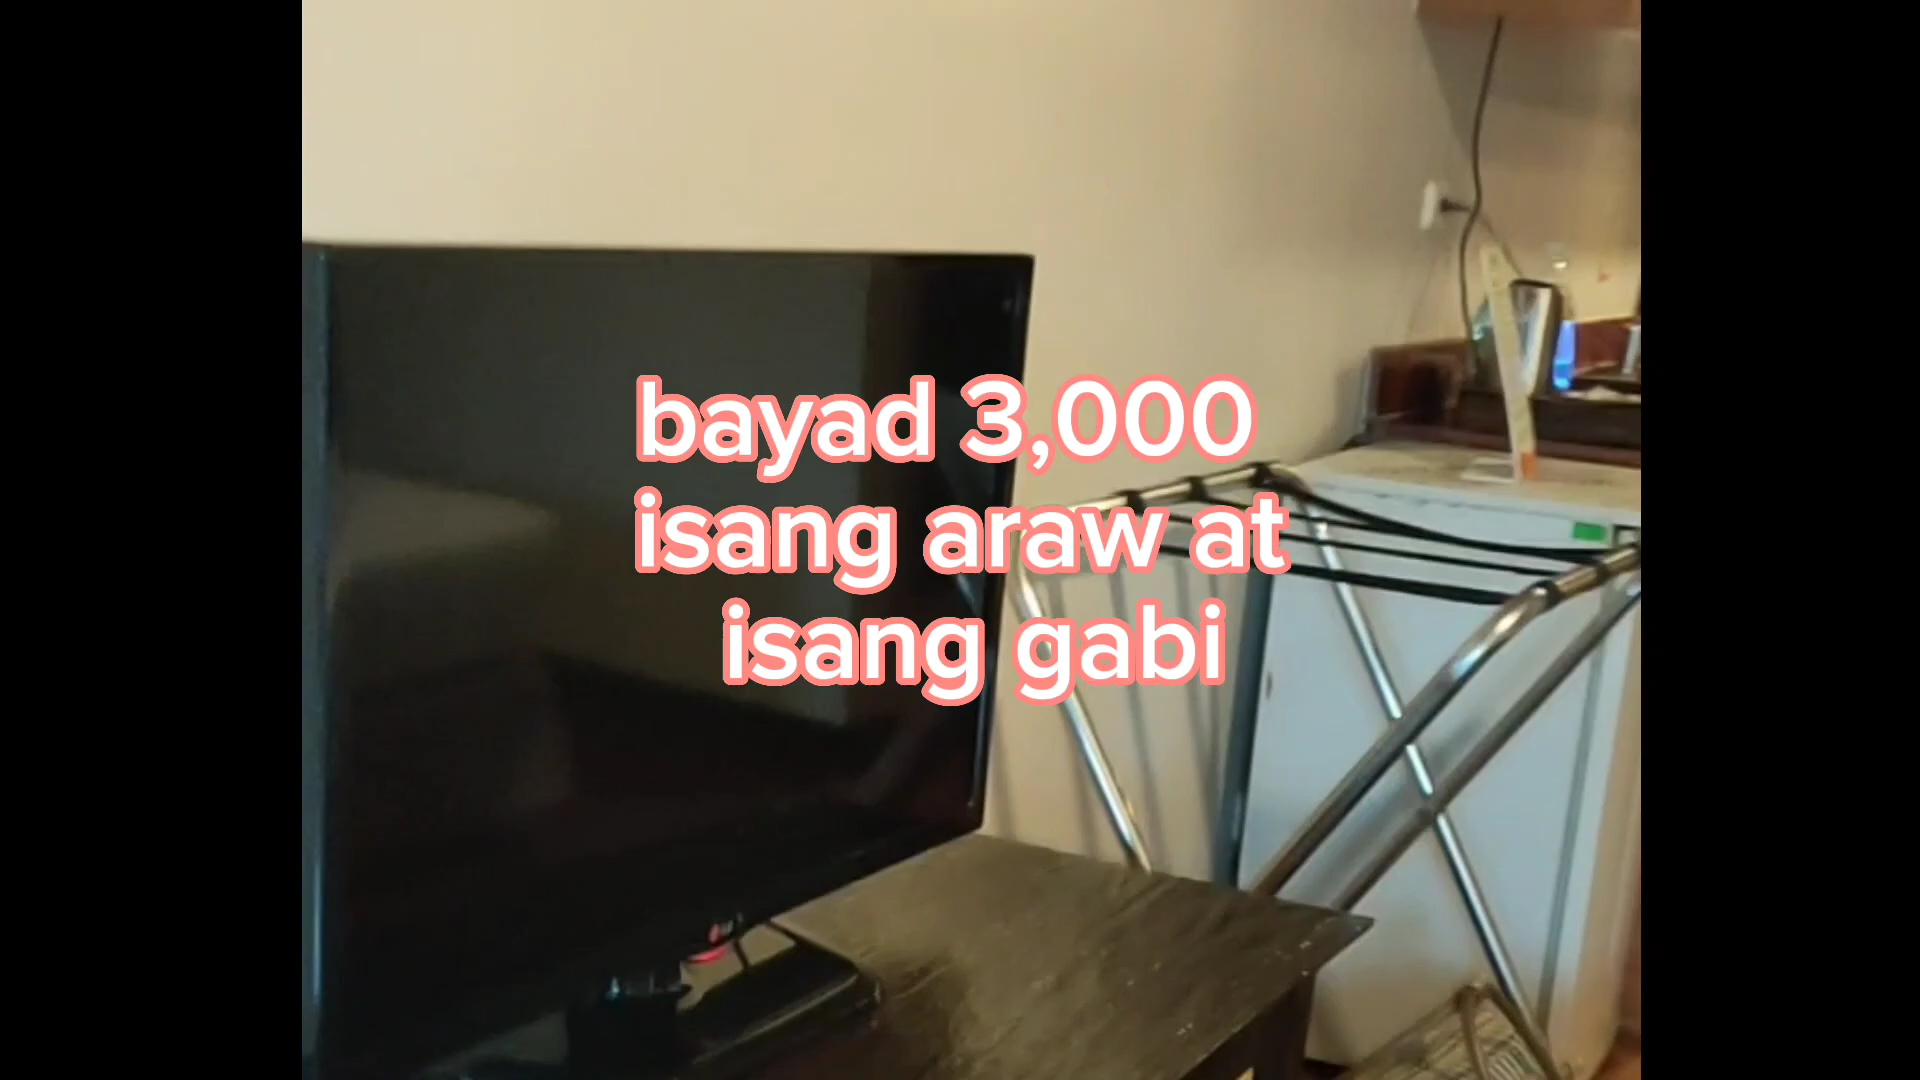 bayad 3,000
isang araw at
isang gabi